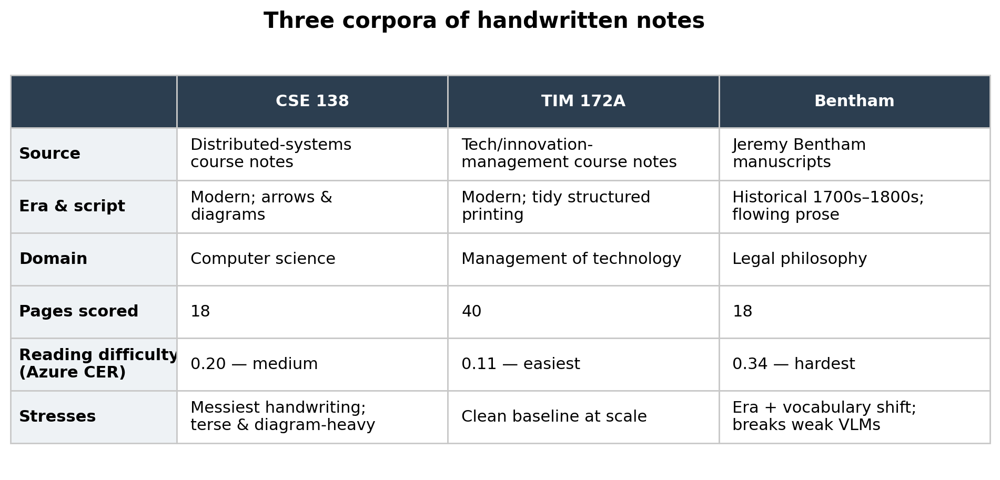 Three corpora of handwritten notes
CSE 138 TIM 172A Bentham
Source
Distributed-systems
course notes
Tech/innovation-
management course notes
Jeremy Bentham
manuscripts
Era & script
Modern; arrows &
diagrams
Modern; tidy structured
printing
Historical 1700s–1800s;
flowing prose
Domain
Computer science
Management of technology
Legal philosophy
Pages scored
18
40
18
Reading difficulty
(Azure CER)
0.20 — medium
0.11 — easiest
0.34 — hardest
Stresses
Messiest handwriting;
terse & diagram-heavy
Clean baseline at scale
Era + vocabulary shift;
breaks weak VLMs